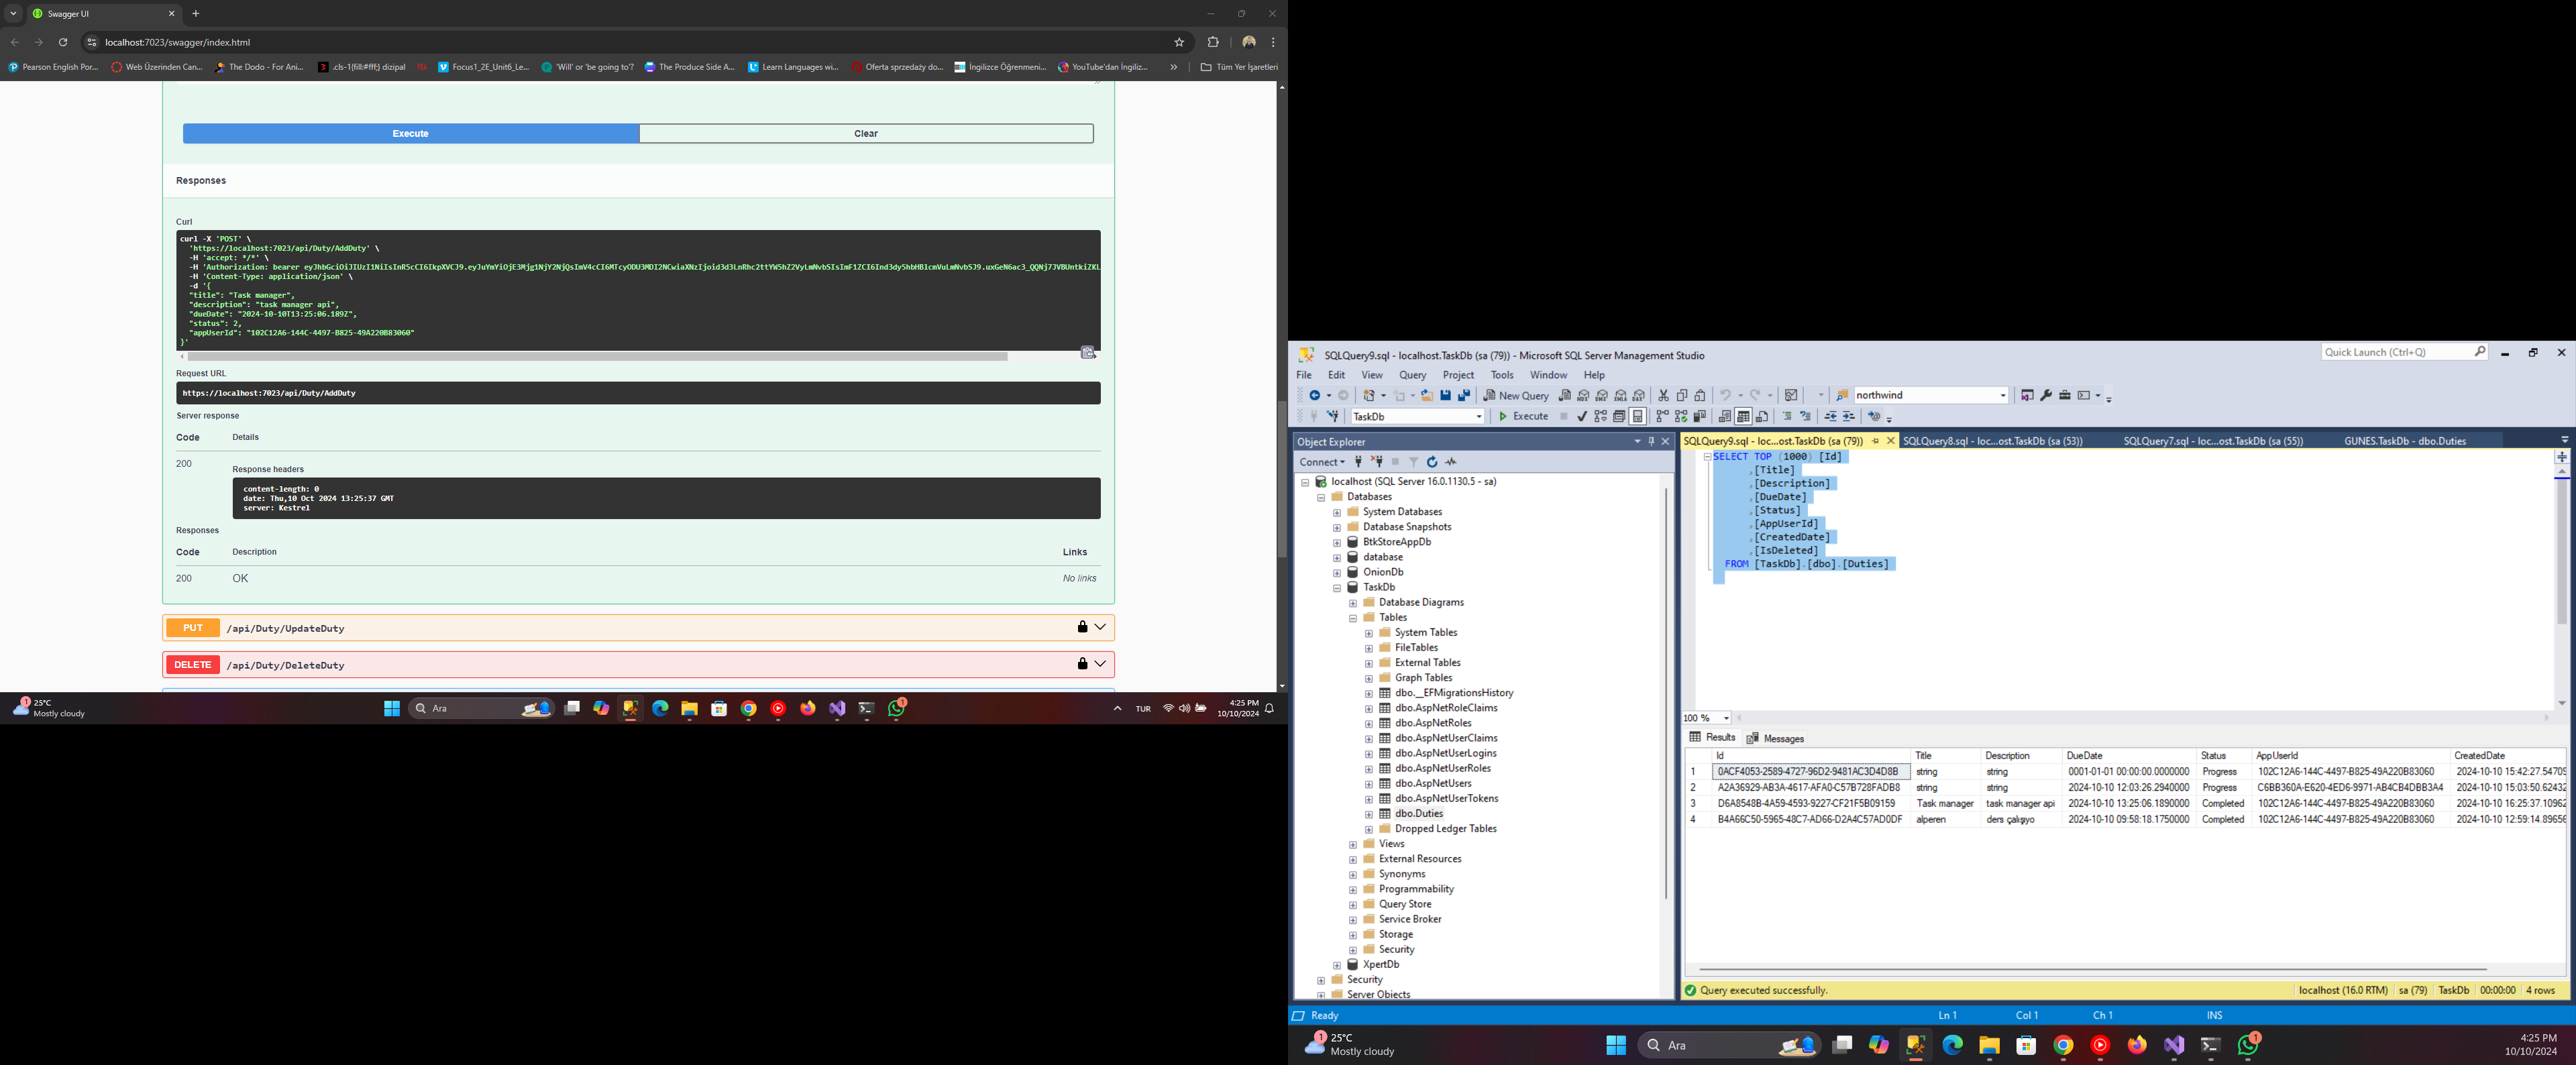 Swagger UI
localhost:7023/swagger/index.html
Pearson English Por...
Web Üzerinden Can...
The Dodo - For Ani...
.cls-1{fill:#fff;} dizipal
Focus1_2E_Unit6_Le...
'Will' or 'be going to'?
The Produce Side A...
Learn Languages wi...
Oferta sprzedaży do...
İngilizce Öğrenmeni...
YouTube'dan İngiliz...
Tüm Yer İşaretleri
Execute
Clear
Responses
Curl
curl -X 'POST' \
'https://localhost:7023/api/Duty/AddDuty' \
-H 'accept: */*' \
-H 'Authorization: bearer
-H 'Content-Type: application/json' \
-d '{
"title": "Task manager",
"description": "task manager api",
"dueDate": "2024-10-10T13:25:06.189Z",
"status": 2,
"appUserId": "102C12A6-144C-4497-B825-49A220B83060"
}'
Request URL
https://localhost:7023/api/Duty/AddDuty
Server response
Code Details
200
Response headers
content-length: 0
date: Thu,10 Oct 2024 13:25:37 GMT
server: Kestrel
Responses
Code Description Links
200 OK No links
PUT /api/Duty/UpdateDuty
DELETE /api/Duty/DeleteDuty
1
25°C
Mostly cloudy
Ara
1
TUR
4:25 PM
10/10/2024
SQLQuery9.sql - localhost.TaskDb (sa (79)) - Microsoft SQL Server Management Studio
Quick Launch (Ctrl+Q)
File Edit View Query Project Tools Window Help
New Query
northwind
TaskDb
Execute
Object Explorer
Connect
localhost (SQL Server 16.0.1130.5 - sa)
Databases
System Databases
Database Snapshots
BtkStoreAppDb
database
OnionDb
TaskDb
Database Diagrams
Tables
System Tables
FileTables
External Tables
Graph Tables
dbo.__EFMigrationsHistory
dbo.AspNetRoleClaims
dbo.AspNetRoles
dbo.AspNetUserClaims
dbo.AspNetUserLogins
dbo.AspNetUserRoles
dbo.AspNetUsers
dbo.AspNetUserTokens
dbo.Duties
Dropped Ledger Tables
Views
External Resources
Synonyms
Programmability
Query Store
Service Broker
Storage
Security
XpertDb
Security
Server Objects
SQLQuery9.sql - loc...ost.TaskDb (sa (79))
SQLQuery8.sql - loc...ost.TaskDb (sa (53))
SQLQuery7.sql - loc...ost.TaskDb (sa (55))
GUNES.TaskDb - dbo.Duties
SELECT TOP (1000) [Id]
,[Title]
,[Description]
,[DueDate]
,[Status]
,[AppUserId]
,[CreatedDate]
,[IsDeleted]
FROM [TaskDb].[dbo].[Duties]
100 %
Results Messages
Id Title Description DueDate Status AppUserId CreatedDate
1 0ACF4053-2589-4727-96D2-9481AC3D4D8B string string 0001-01-01 00:00:00.0000000 Progress 102C12A6-144C-4497-B825-49A220B83060 2024-10-10 15:42:27.54709
2 A2A36929-AB3A-4617-AFA0-C57B728FADB8 string string 2024-10-10 12:03:26.2940000 Progress C6BB360A-E620-4ED6-9971-AB4CB4DBB3A4 2024-10-10 15:03:50.62432
3 D6A8548B-4A59-4593-9227-CF21F5B09159 Task manager task manager api 2024-10-10 13:25:06.1890000 Completed 102C12A6-144C-4497-B825-49A220B83060 2024-10-10 16:25:37.10962
4 B4A66C50-5965-48C7-AD66-D2A4C57AD0DF alperen ders çalışıyo 2024-10-10 09:58:18.1750000 Completed 102C12A6-144C-4497-B825-49A220B83060 2024-10-10 12:59:14.89656
Query executed successfully.
localhost (16.0 RTM) sa (79) TaskDb 00:00:00 4 rows
Ready Ln 1 Col 1 Ch 1 INS
1
25°C
Mostly cloudy
Ara
1
4:25 PM
10/10/2024